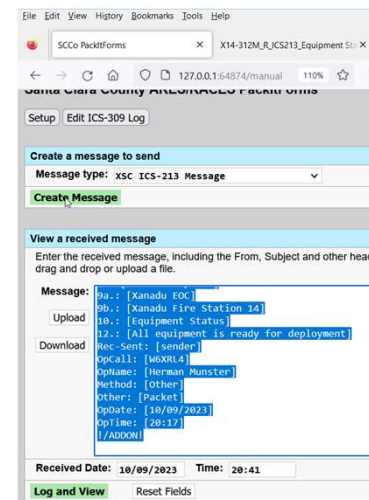 File Edit View History Bookmarks Tools Help
SCCo PackItForms × X14-312M_R_ICS213_Equipment Sta ×
127.0.0.1:64874/manual 110%
Santa Clara County ARES/RACES PackItForms
Setup Edit ICS-309 Log
Create a message to send
Message type: XSC ICS-213 Message
Create Message
View a received message
Enter the received message, including the From, Subject and other head
drag and drop or upload a file.
Message:
9a.: [Xanadu EOC]
9b.: [Xanadu Fire Station 14]
Upload
10.: [Equipment Status]
12.: [All equipment is ready for deployment]
Download
Rec-Sent: [sender]
OpCall: [W6XRL4]
OpName: [Herman Munster]
Method: [Other]
Other: [Packet]
OpDate: [10/09/2023]
OpTime: [20:17]
!/ADDON!
Received Date: 10/09/2023 Time: 20:41
Log and View Reset Fields